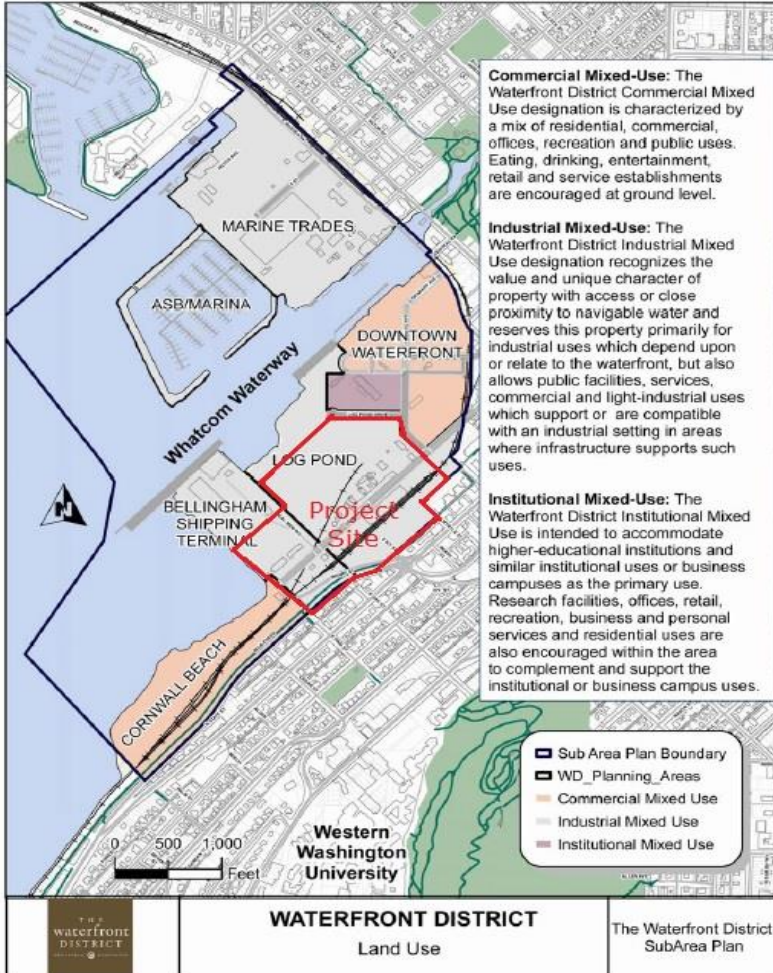 Commercial Mixed-Use: The
Waterfront District Commercial Mixed
Use designation is characterized by
a mix of residential, commercial,
offices, recreation and public uses.
Eating, drinking, entertainment,
retail and service establishments
are encouraged at ground level.
Industrial Mixed-Use: The
Waterfront District Industrial Mixed
Use designation recognizes the
value and unique character of
property with access or close
proximity to navigable water and
reserves this property primarily for
industrial uses which depend upon
or relate to the waterfront, but also
allows public facilities, services,
commercial and light-industrial uses
which support or are compatible
with an industrial setting in areas
where infrastructure supports such
uses.
Institutional Mixed-Use: The
Waterfront District Institutional Mixed
Use is intended to accommodate
higher-educational institutions and
similar institutional uses or business
campuses as the primary use.
Research facilities, offices, retail,
recreation, business and personal
services and residential uses are
also encouraged within the area
to complement and support the
institutional or business campus uses.
MARINE TRADES
ASB/MARINA
DOWNTOWN
WATERFRONT
Whatcom Waterway
LOG POND
BELLINGHAM
SHIPPING
TERMINAL
Project
Site
N
CORNWALL BEACH
Western
Washington
University
0 500 1,000
Feet
Sub Area Plan Boundary
WD_Planning_Areas
Commercial Mixed Use
Industrial Mixed Use
Institutional Mixed Use
THE
waterfront
DISTRICT
WATERFRONT DISTRICT
Land Use
The Waterfront District
SubArea Plan